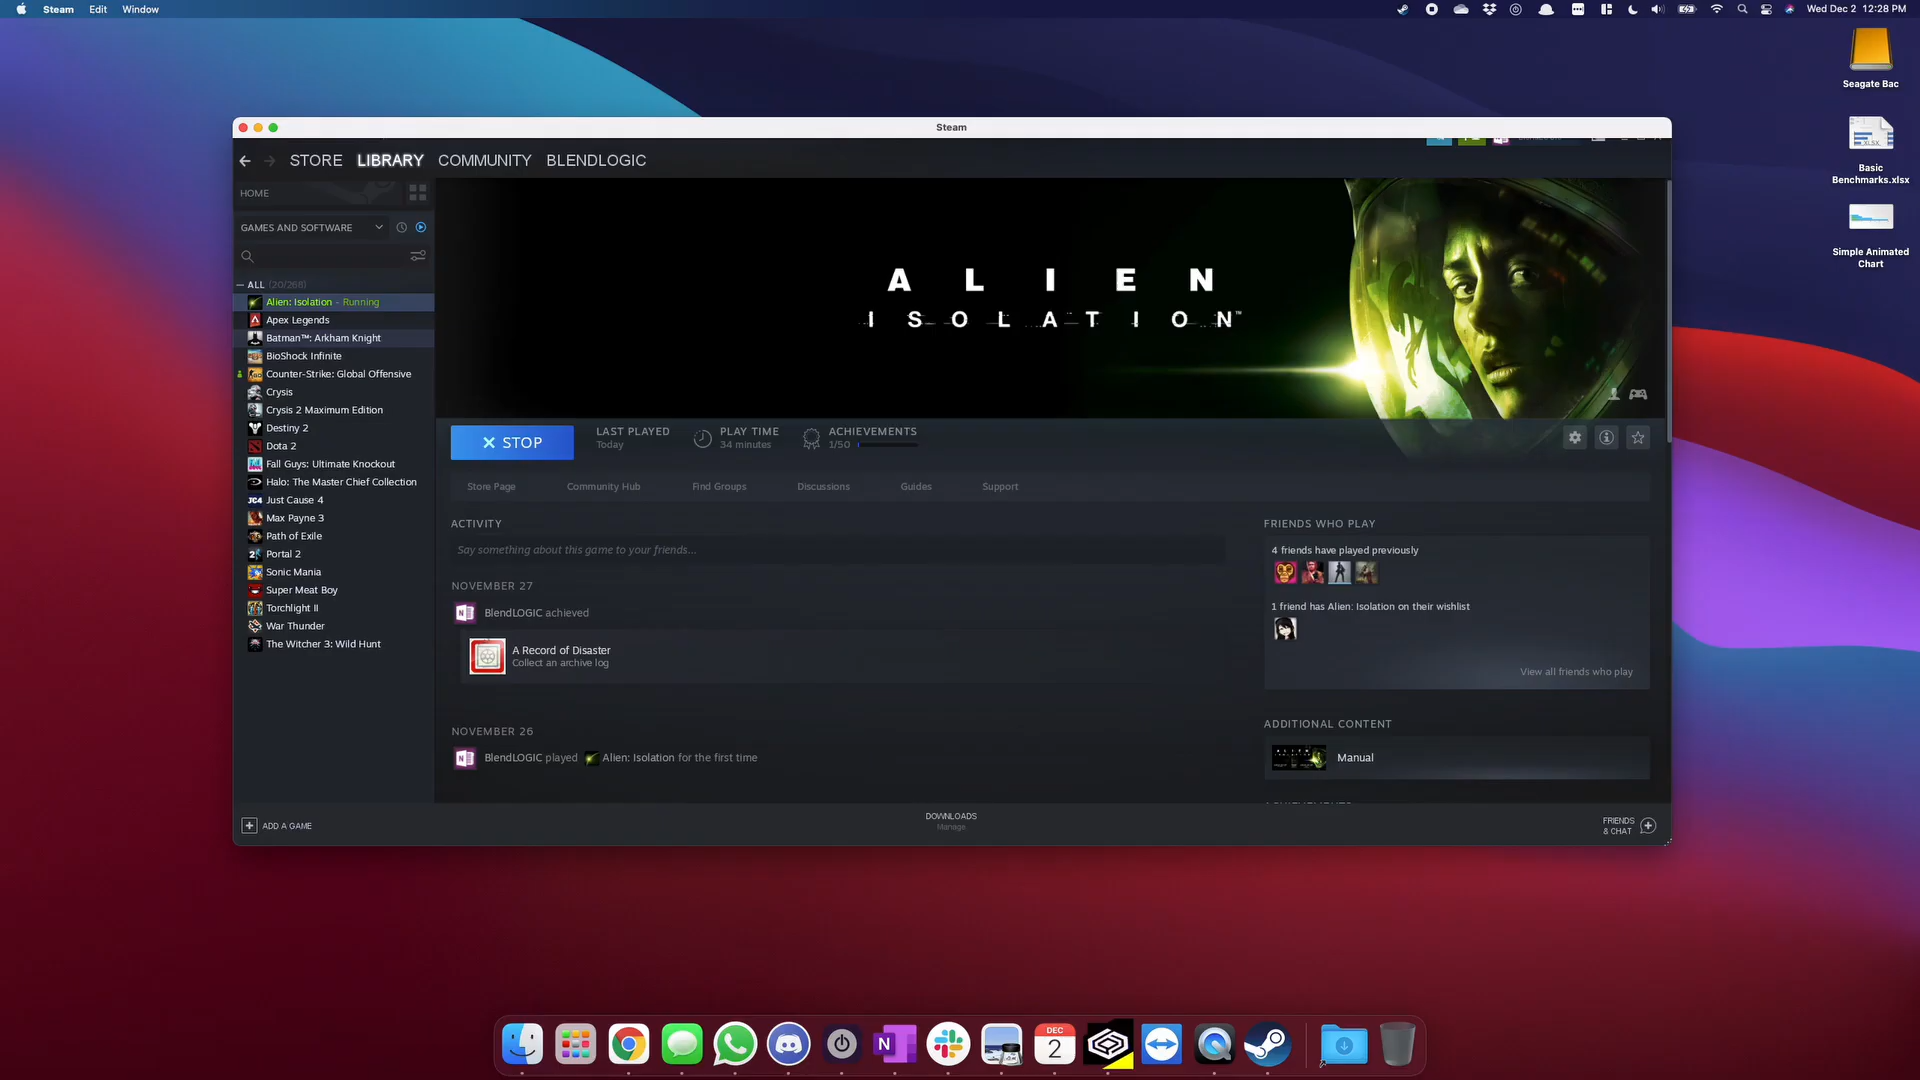 Steam Edit Window
Wed Dec 2 12:28 PM
Seagate Bac
XLSX
Basic
Benchmarks.xlsx
Simple Animated
Chart
Steam
STORE LIBRARY COMMUNITY BLENDLOGIC
HOME
GAMES AND SOFTWARE
ALL (20/266)
Alien: Isolation - Running
Apex Legends
Batman™: Arkham Knight
BioShock Infinite
Counter-Strike: Global Offensive
Crysis
Crysis 2 Maximum Edition
Destiny 2
Dota 2
Fall Guys: Ultimate Knockout
Halo: The Master Chief Collection
Just Cause 4
Max Payne 3
Path of Exile
Portal 2
Sonic Mania
Super Meat Boy
Torchlight II
War Thunder
The Witcher 3: Wild Hunt
ALIEN
ISOLATION™
STOP
LAST PLAYED
Today
PLAY TIME
34 minutes
ACHIEVEMENTS
1/50
Store Page Community Hub Find Groups Discussions Guides Support
ACTIVITY
Say something about this game to your friends...
NOVEMBER 27
BlendLOGIC achieved
A Record of Disaster
Collect an archive log
NOVEMBER 26
BlendLOGIC played Alien: Isolation for the first time
FRIENDS WHO PLAY
4 friends have played previously
1 friend has Alien: Isolation on their wishlist
View all friends who play
ADDITIONAL CONTENT
Manual
ADD A GAME
DOWNLOADS
Manage
FRIENDS
& CHAT
DEC
2